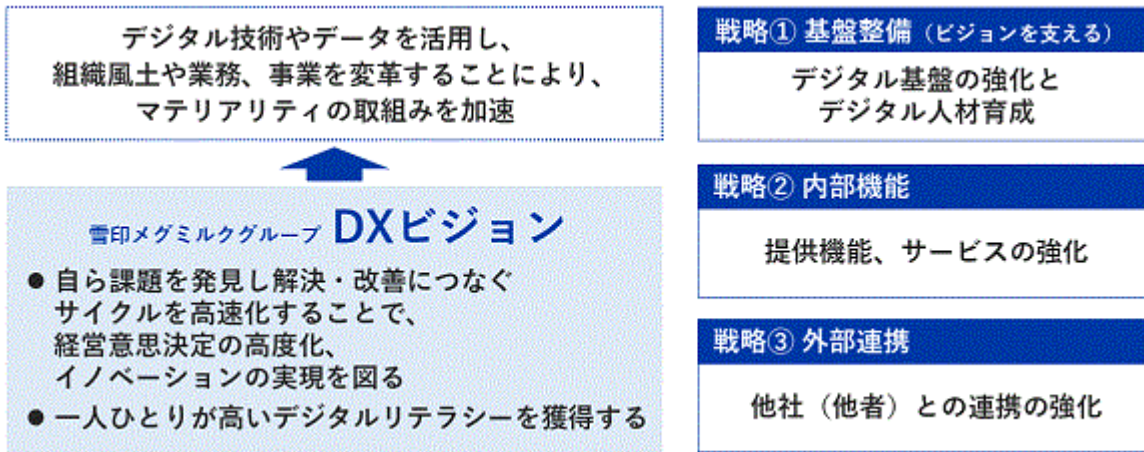 デジタル技術やデータを活用し、
組織風土や業務、事業を変革することにより、
マテリアリティの取組みを加速
雪印メグミルクグループ DXビジョン
● 自ら課題を発見し解決・改善につなぐ
サイクルを高速化することで、
経営意思決定の高度化、
イノベーションの実現を図る
● 一人ひとりが高いデジタルリテラシーを獲得する
戦略① 基盤整備（ビジョンを支える）
デジタル基盤の強化と
デジタル人材育成
戦略② 内部機能
提供機能、サービスの強化
戦略③ 外部連携
他社（他者）との連携の強化